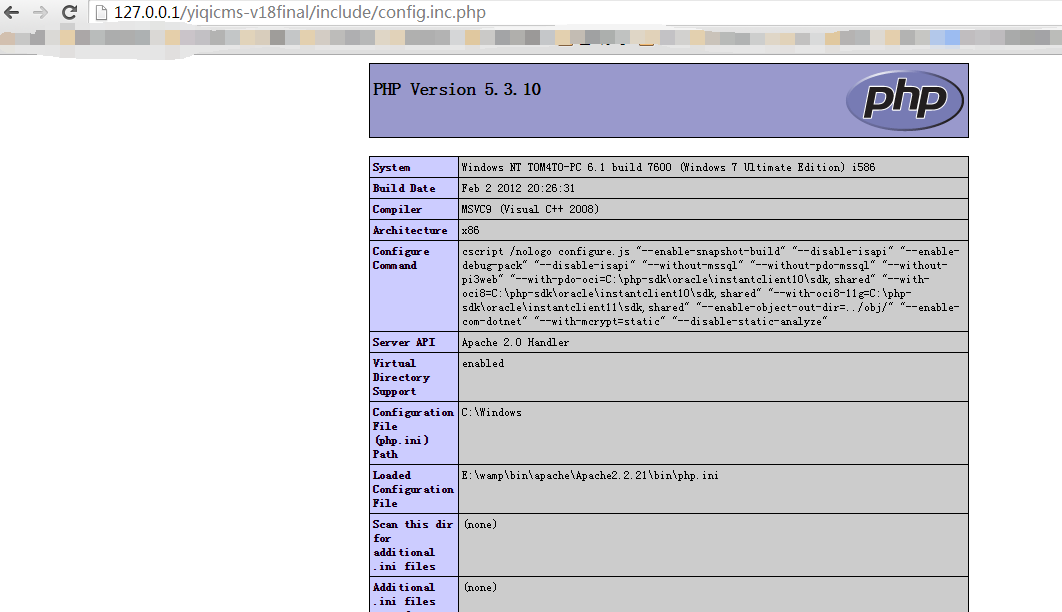 127.0.0.1/yiqicms-v18final/include/config.inc.php
PHP Version 5.3.10
php
System
Windows NT TOM4TO-PC 6.1 build 7600 (Windows 7 Ultimate Edition) i586
Build Date
Feb 2 2012 20:26:31
Compiler
MSVC9 (Visual C++ 2008)
Architecture
x86
Configure
Command
cscript /nologo configure.js "--enable-snapshot-build" "--disable-isapi" "--enable-
debug-pack" "--disable-isapi" "--without-mssql" "--without-pdo-mssql" "--without-
pi3web" "--with-pdo-oci=C:\php-sdk\oracle\instantclient10\sdk,shared" "--with-
oci8=C:\php-sdk\oracle\instantclient10\sdk,shared" "--with-oci8-11g=C:\php-
sdk\oracle\instantclient11\sdk,shared" "--enable-object-out-dir=../obj/" "--enable-
com-dotnet" "--with-mcrypt=static" "--disable-static-analyze"
Server API
Apache 2.0 Handler
Virtual
Directory
Support
enabled
Configuration
File
(php.ini)
Path
C:\Windows
Loaded
Configuration
File
E:\wamp\bin\apache\Apache2.2.21\bin\php.ini
Scan this dir
for
additional
.ini files
(none)
Additional
.ini files
(none)